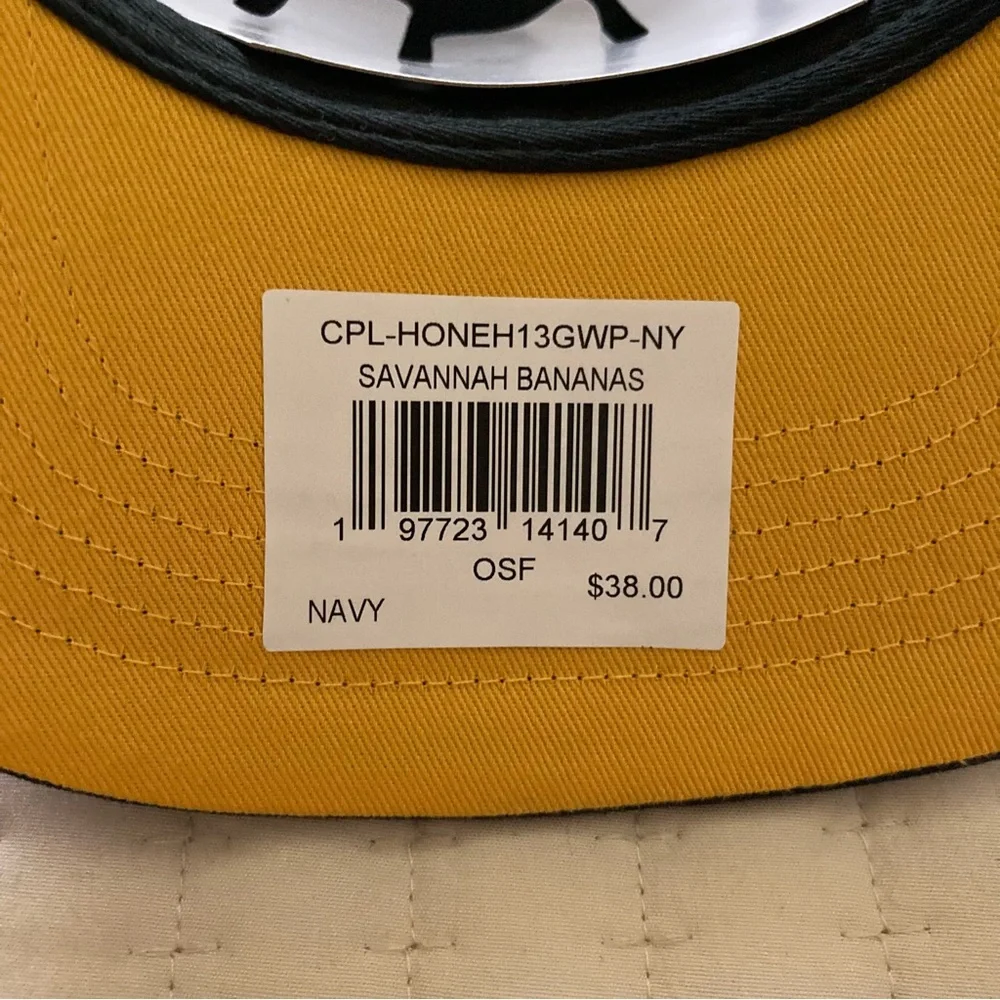 CPL-HONEH13GWP-NY
SAVANNAH BANANAS
1 97723 14140 7
OSF
$38.00
NAVY